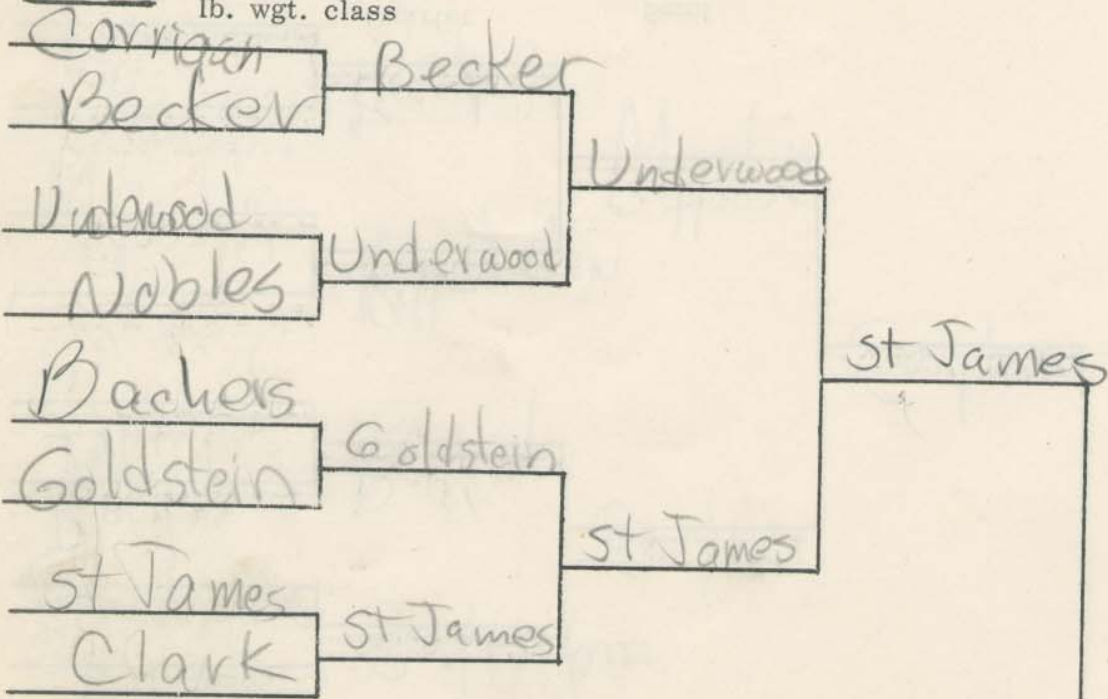 lb. wgt. class
Corrigan
Becker
Becker
Underwood
Underwood
Nobles
Underwood
St James
Bachers
Goldstein
Goldstein
St James
St James
St James
Clark